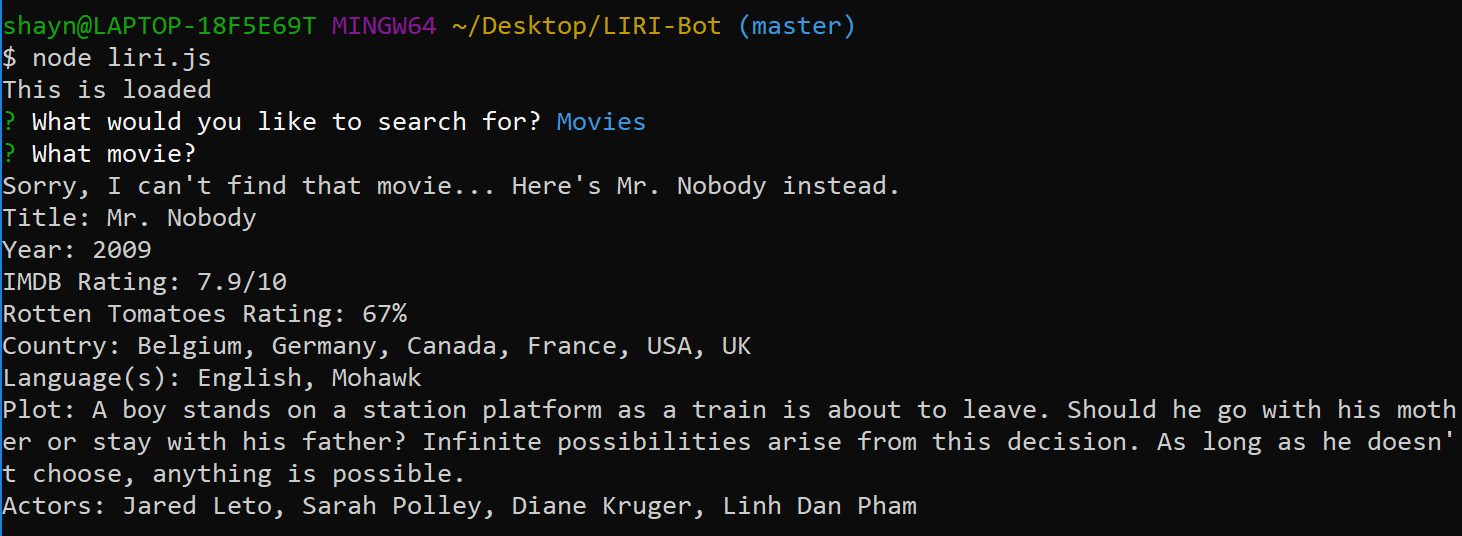 shayn@LAPTOP-18F5E69T MINGW64 ~/Desktop/LIRI-Bot (master)
$ node liri.js
This is loaded
? What would you like to search for? Movies
? What movie?
Sorry, I can't find that movie... Here's Mr. Nobody instead.
Title: Mr. Nobody
Year: 2009
IMDB Rating: 7.9/10
Rotten Tomatoes Rating: 67%
Country: Belgium, Germany, Canada, France, USA, UK
Language(s): English, Mohawk
Plot: A boy stands on a station platform as a train is about to leave. Should he go with his moth
er or stay with his father? Infinite possibilities arise from this decision. As long as he doesn'
t choose, anything is possible.
Actors: Jared Leto, Sarah Polley, Diane Kruger, Linh Dan Pham